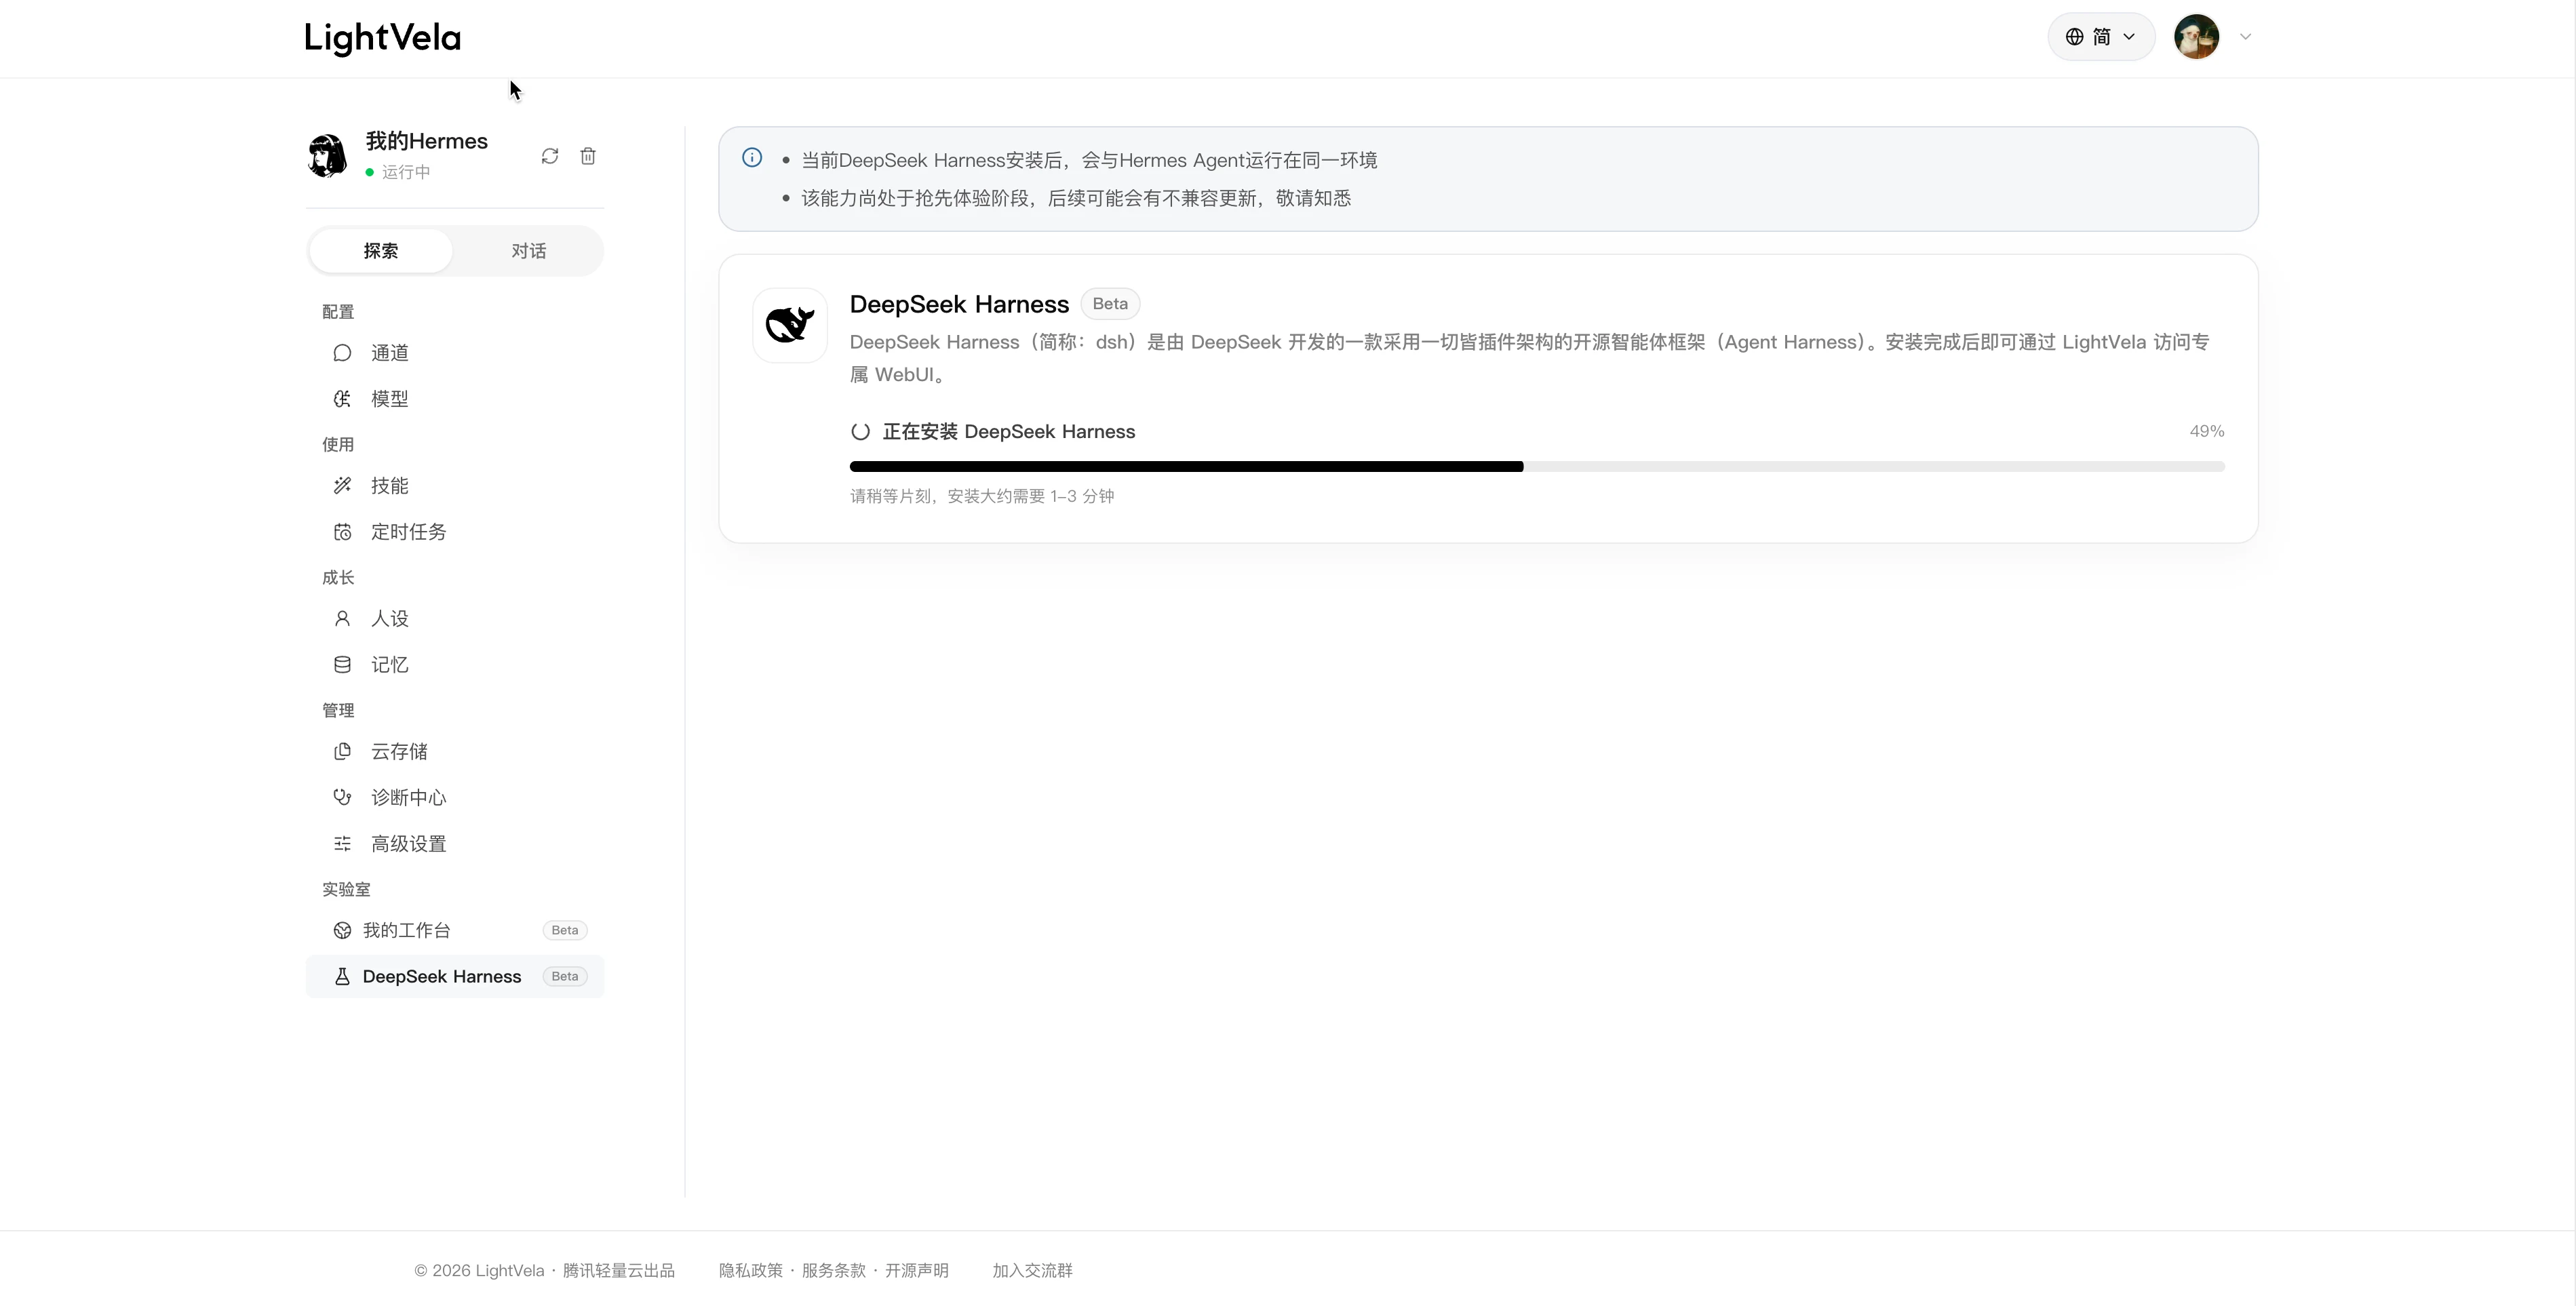 LightVela
简
我的Hermes
运行中
探索
对话
配置
通道
模型
使用
技能
定时任务
成长
人设
记忆
管理
云存储
诊断中心
高级设置
实验室
我的工作台 Beta
DeepSeek Harness Beta
当前DeepSeek Harness安装后，会与Hermes Agent运行在同一环境
该能力尚处于抢先体验阶段，后续可能会有不兼容更新，敬请知悉
DeepSeek Harness Beta
DeepSeek Harness（简称：dsh）是由 DeepSeek 开发的一款采用一切皆插件架构的开源智能体框架（Agent Harness）。安装完成后即可通过 LightVela 访问专
属 WebUI。
正在安装 DeepSeek Harness 49%
请稍等片刻，安装大约需要 1–3 分钟
© 2026 LightVela · 腾讯轻量云出品 隐私政策 · 服务条款 · 开源声明 加入交流群